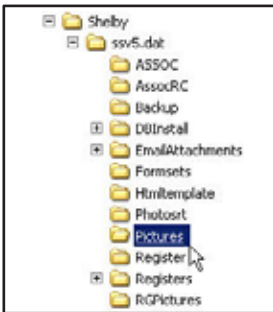 Shelby
ssv5.dat
ASSOC
AssocRC
Backup
DBInstall
EmailAttachments
Formsets
Htmltemplate
Photosrt
Pictures
Register
Registers
RGPictures